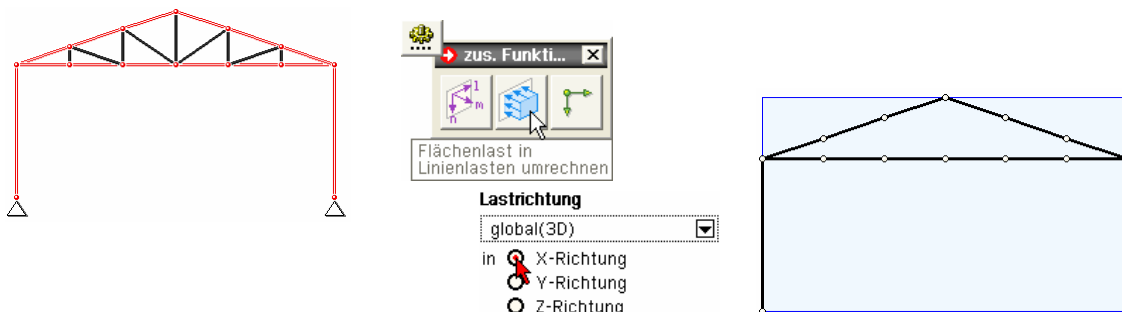 zus. Funkti...
l
m
n
Flächenlast in
Linienlasten umrechnen
Lastrichtung
global(3D)
in X-Richtung
Y-Richtung
Z-Richtung